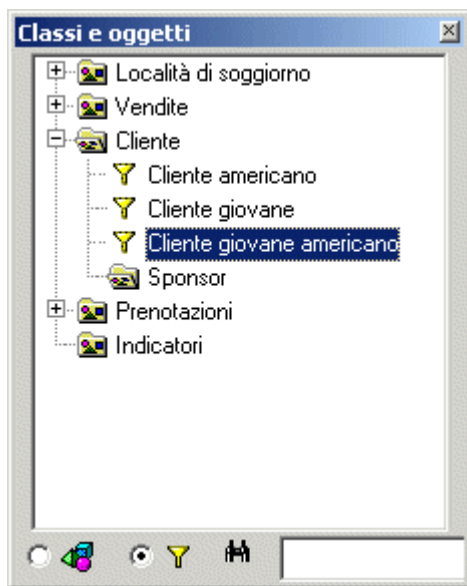 Classi e oggetti
Località di soggiorno
Vendite
Cliente
Cliente americano
Cliente giovane
Cliente giovane americano
Sponsor
Prenotazioni
Indicatori